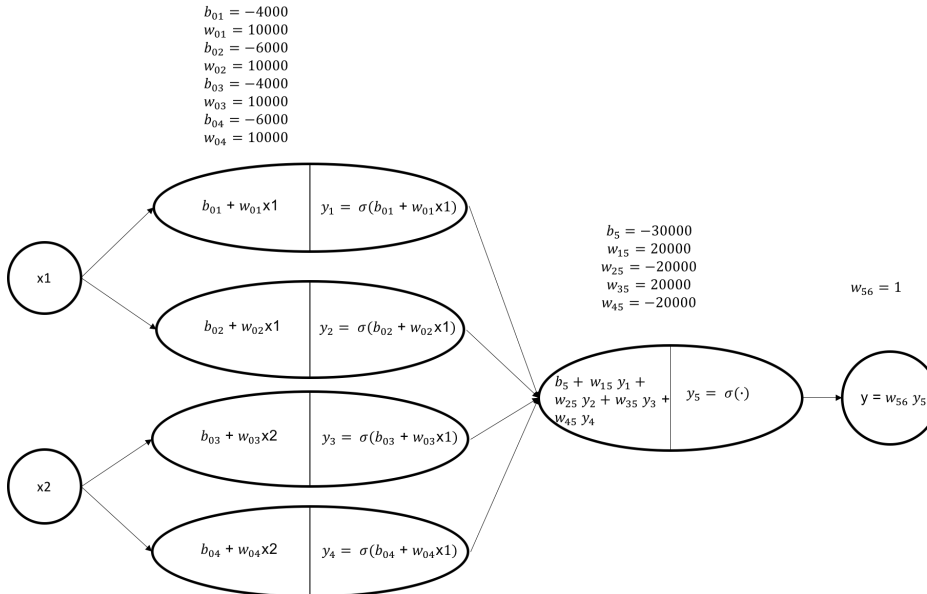 b₀₁ = −4000
w₀₁ = 10000
b₀₂ = −6000
w₀₂ = 10000
b₀₃ = −4000
w₀₃ = 10000
b₀₄ = −6000
w₀₄ = 10000
b₀₁ + w₀₁x1
y₁ = σ(b₀₁ + w₀₁x1)
x1
b₀₂ + w₀₂x1
y₂ = σ(b₀₂ + w₀₂x1)
b₅ = −30000
w₁₅ = 20000
w₂₅ = −20000
w₃₅ = 20000
w₄₅ = −20000
w₅₆ = 1
b₅ + w₁₅ y₁ +
w₂₅ y₂ + w₃₅ y₃ +
w₄₅ y₄
y₅ = σ(·)
y = w₅₆ y₅
b₀₃ + w₀₃x2
y₃ = σ(b₀₃ + w₀₃x1)
x2
b₀₄ + w₀₄x2
y₄ = σ(b₀₄ + w₀₄x1)